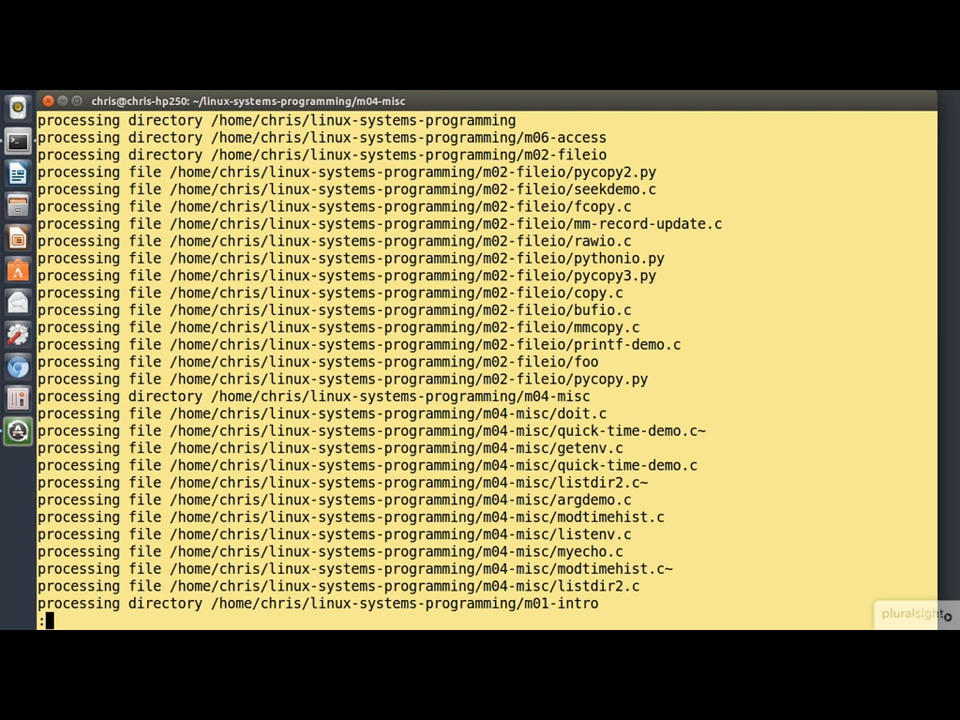 chris@chris-hp250: ~/linux-systems-programming/m04-misc
processing directory /home/chris/linux-systems-programming
processing directory /home/chris/linux-systems-programming/m06-access
processing directory /home/chris/linux-systems-programming/m02-fileio
processing file /home/chris/linux-systems-programming/m02-fileio/pycopy2.py
processing file /home/chris/linux-systems-programming/m02-fileio/seekdemo.c
processing file /home/chris/linux-systems-programming/m02-fileio/fcopy.c
processing file /home/chris/linux-systems-programming/m02-fileio/mm-record-update.c
processing file /home/chris/linux-systems-programming/m02-fileio/rawio.c
processing file /home/chris/linux-systems-programming/m02-fileio/pythonio.py
processing file /home/chris/linux-systems-programming/m02-fileio/pycopy3.py
processing file /home/chris/linux-systems-programming/m02-fileio/copy.c
processing file /home/chris/linux-systems-programming/m02-fileio/bufio.c
processing file /home/chris/linux-systems-programming/m02-fileio/mmcopy.c
processing file /home/chris/linux-systems-programming/m02-fileio/printf-demo.c
processing file /home/chris/linux-systems-programming/m02-fileio/foo
processing file /home/chris/linux-systems-programming/m02-fileio/pycopy.py
processing directory /home/chris/linux-systems-programming/m04-misc
processing file /home/chris/linux-systems-programming/m04-misc/doit.c
processing file /home/chris/linux-systems-programming/m04-misc/quick-time-demo.c~
processing file /home/chris/linux-systems-programming/m04-misc/getenv.c
processing file /home/chris/linux-systems-programming/m04-misc/quick-time-demo.c
processing file /home/chris/linux-systems-programming/m04-misc/listdir2.c~
processing file /home/chris/linux-systems-programming/m04-misc/argdemo.c
processing file /home/chris/linux-systems-programming/m04-misc/modtimehist.c
processing file /home/chris/linux-systems-programming/m04-misc/listenv.c
processing file /home/chris/linux-systems-programming/m04-misc/myecho.c
processing file /home/chris/linux-systems-programming/m04-misc/modtimehist.c~
processing file /home/chris/linux-systems-programming/m04-misc/listdir2.c
processing directory /home/chris/linux-systems-programming/m01-intro
:
pluralsight